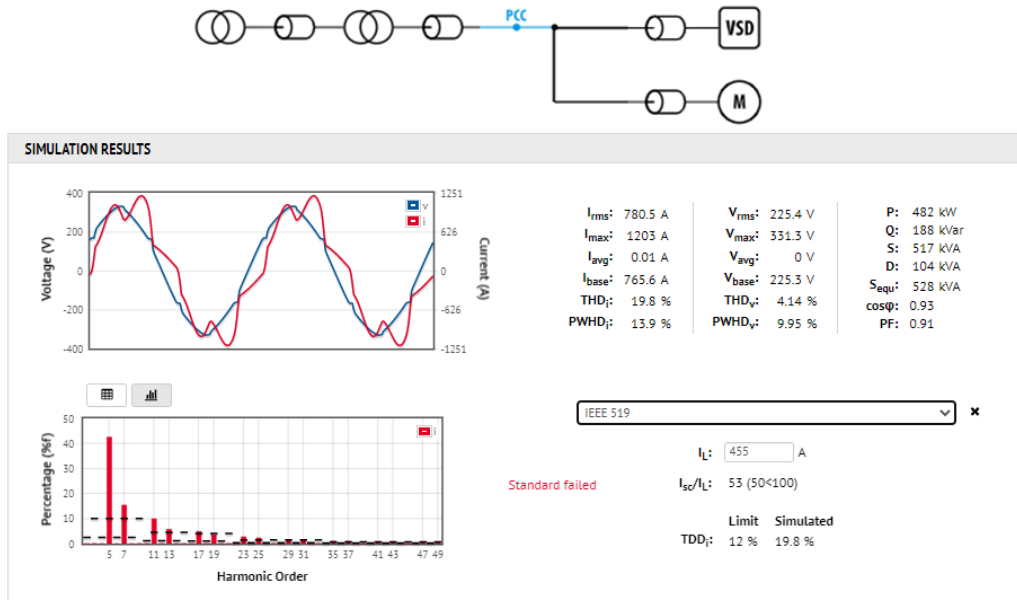 PCC
VSD
M
SIMULATION RESULTS
400
200
0
-200
-400
Voltage (V)
v
i
1251
626
0
-626
-1251
Current (A)
Irms: 780.5 A
Imax: 1203 A
Iavg: 0.01 A
Ibase: 765.6 A
THDi: 19.8 %
PWHDi: 13.9 %
Vrms: 225.4 V
Vmax: 331.3 V
Vavg: 0 V
Vbase: 225.3 V
THDv: 4.14 %
PWHDv: 9.95 %
P: 482 kW
Q: 188 kVar
S: 517 kVA
D: 104 kVA
Sequ: 528 kVA
cosφ: 0.93
PF: 0.91
50
40
30
20
10
0
Percentage (%f)
i
5 7 11 13 17 19 23 25 29 31 35 37 41 43 47 49
Harmonic Order
IEEE 519
IL: 455 A
Standard failed
Isc/IL: 53 (50<100)
Limit Simulated
TDDi: 12 % 19.8 %